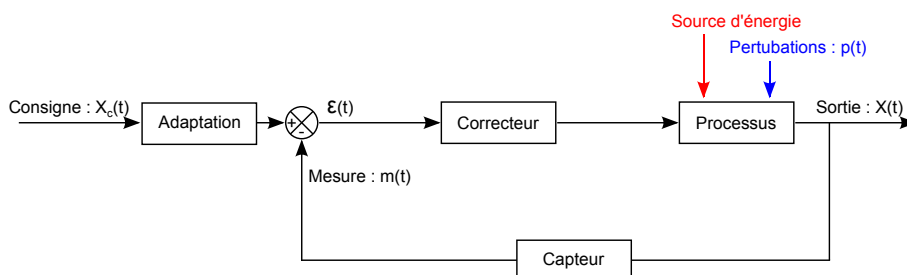 Source d'énergie
Pertubations : p(t)
Consigne : Xc(t)
ε(t)
Sortie : X(t)
Adaptation
+
-
Correcteur
Processus
Mesure : m(t)
Capteur